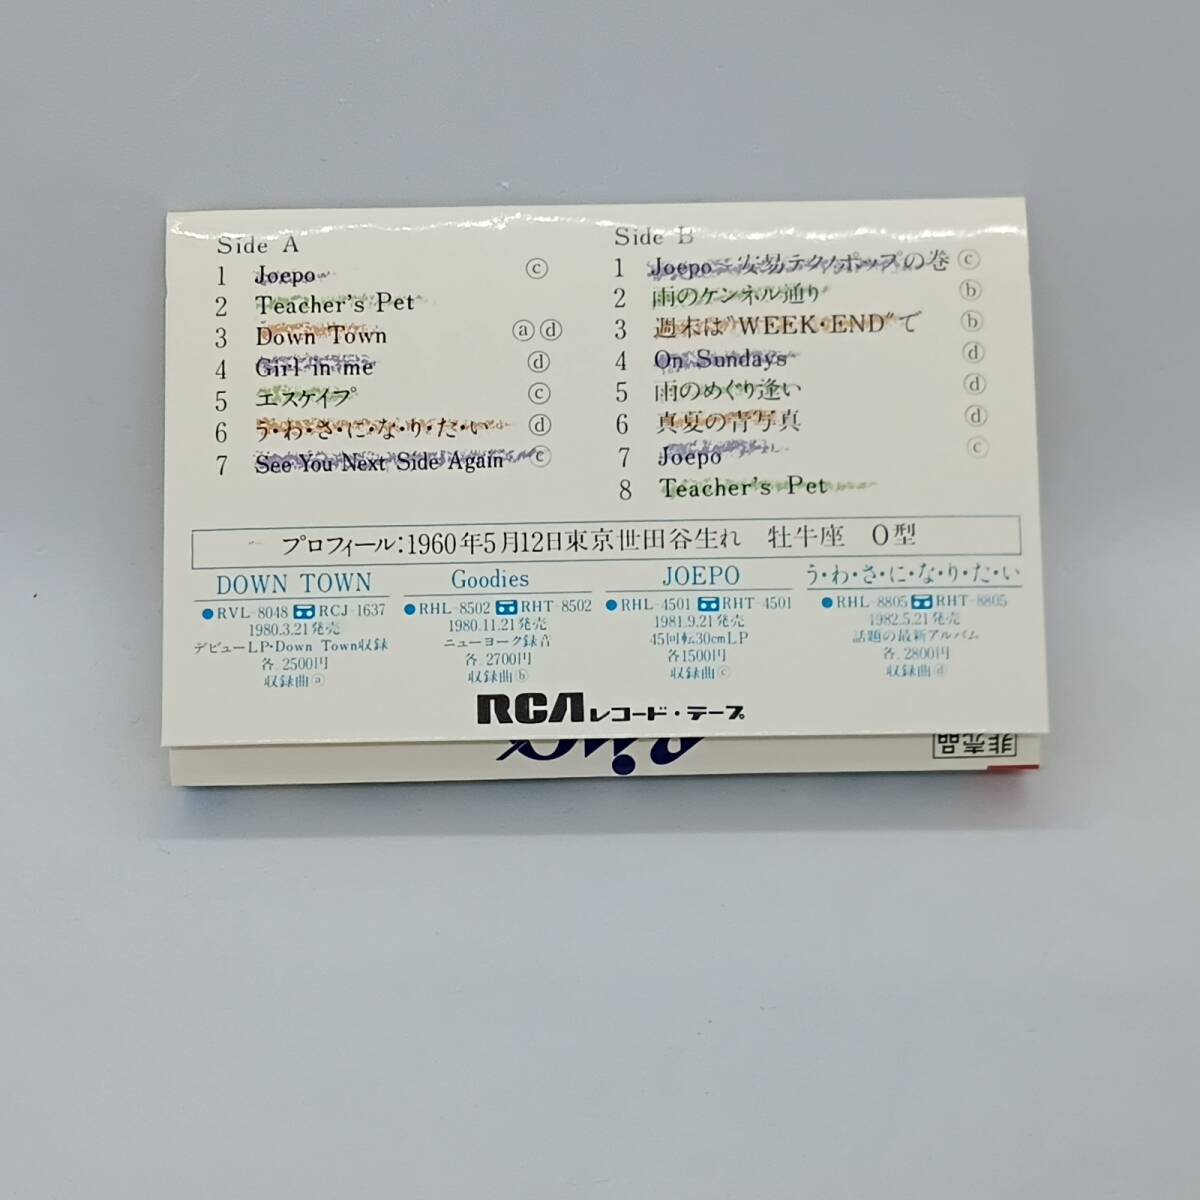 Side A
1 Joepo ⓒ
2 Teacher's Pet
3 Down Town ⓐⓓ
4 Girl in me ⓓ
5 エスケイプ ⓒ
6 う・わ・さ・に・な・り・た・い ⓓ
7 See You Next Side Again ⓒ
Side B
1 Joepo－安易テクノポップの巻 ⓒ
2 雨のケンネル通り ⓑ
3 週末は"WEEK・END"で ⓑ
4 On Sundays ⓓ
5 雨のめぐり逢い ⓓ
6 真夏の青写真 ⓓ
7 Joepo ⓒ
8 Teacher's Pet
プロフィール:1960年5月12日東京世田谷生れ 牡牛座 O型
DOWN TOWN
●RVL-8048 RCJ-1637
1980.3.21発売
デビューLP・Down Town収録
各 2500円
収録曲ⓐ
Goodies
●RHL-8502 RHT-8502
1980.11.21発売
ニューヨーク録音
各 2700円
収録曲ⓑ
JOEPO
●RHL-4501 RHT-4501
1981.9.21発売
45回転30cmLP
各1500円
収録曲ⓒ
う・わ・さ・に・な・り・た・い
●RHL-8805 RHT-8805
1982.5.21発売
話題の最新アルバム
各 2800円
収録曲ⓓ
RCA レコード・テープ
非売品